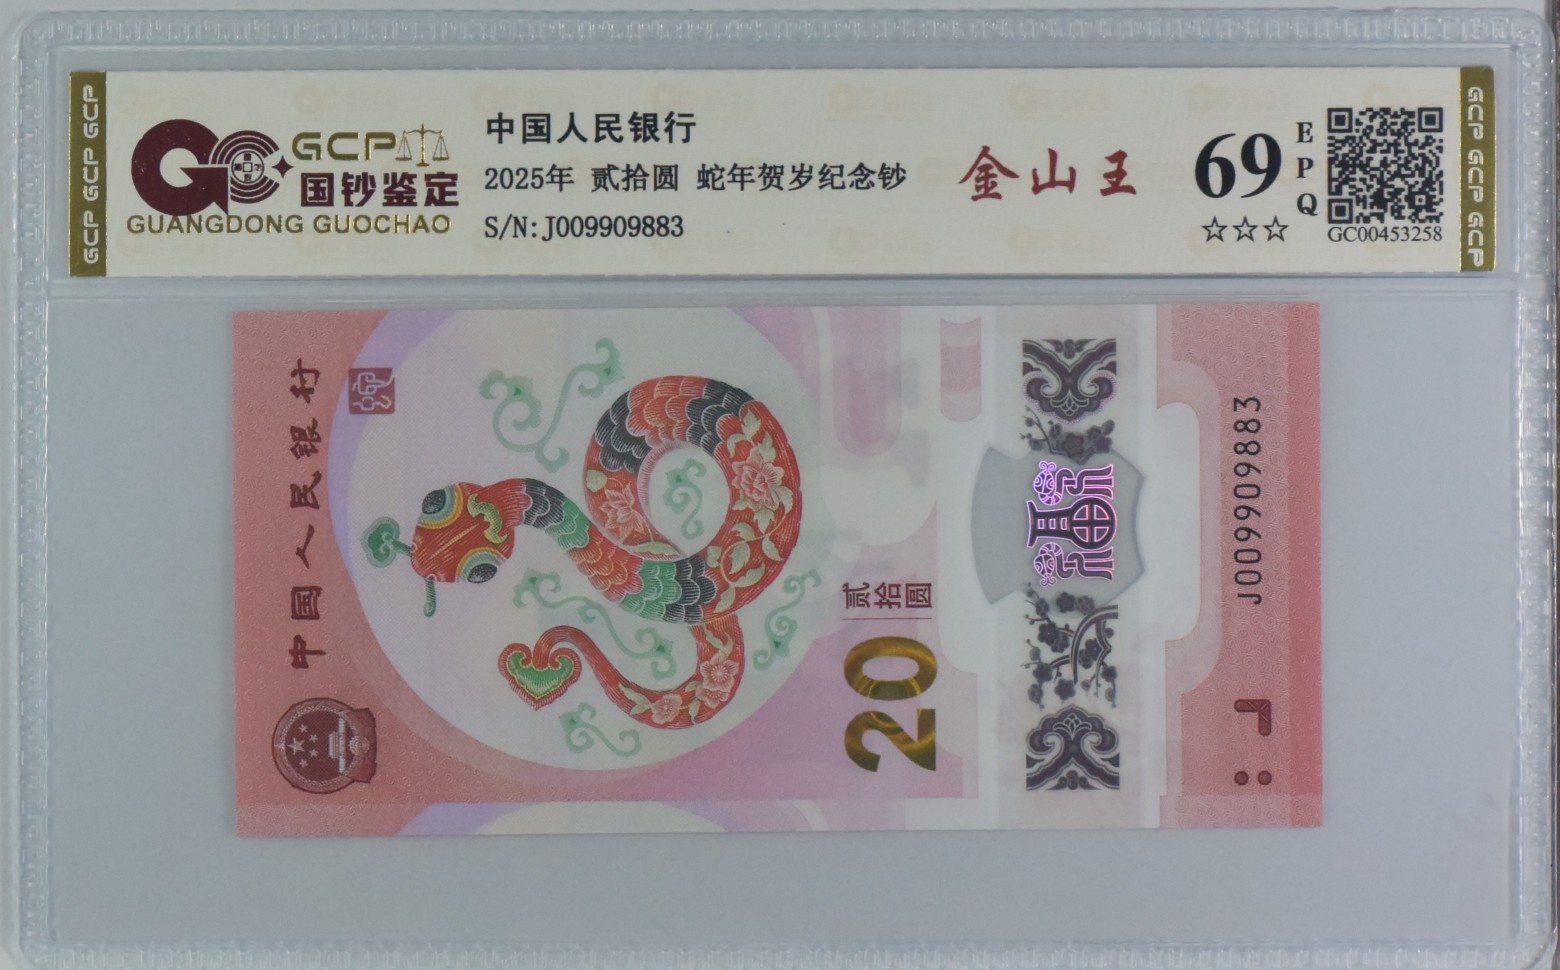 GCP GCP GCP
GCP
国钞鉴定
GUANGDONG GUOCHAO
中国人民银行
2025年 贰拾圆 蛇年贺岁纪念钞
S/N:J009909883
金山王
69
EPQ
☆☆☆
GC00453258
GCP GCP GCP
中国人民银行
贰拾圆
20
福
J009909883